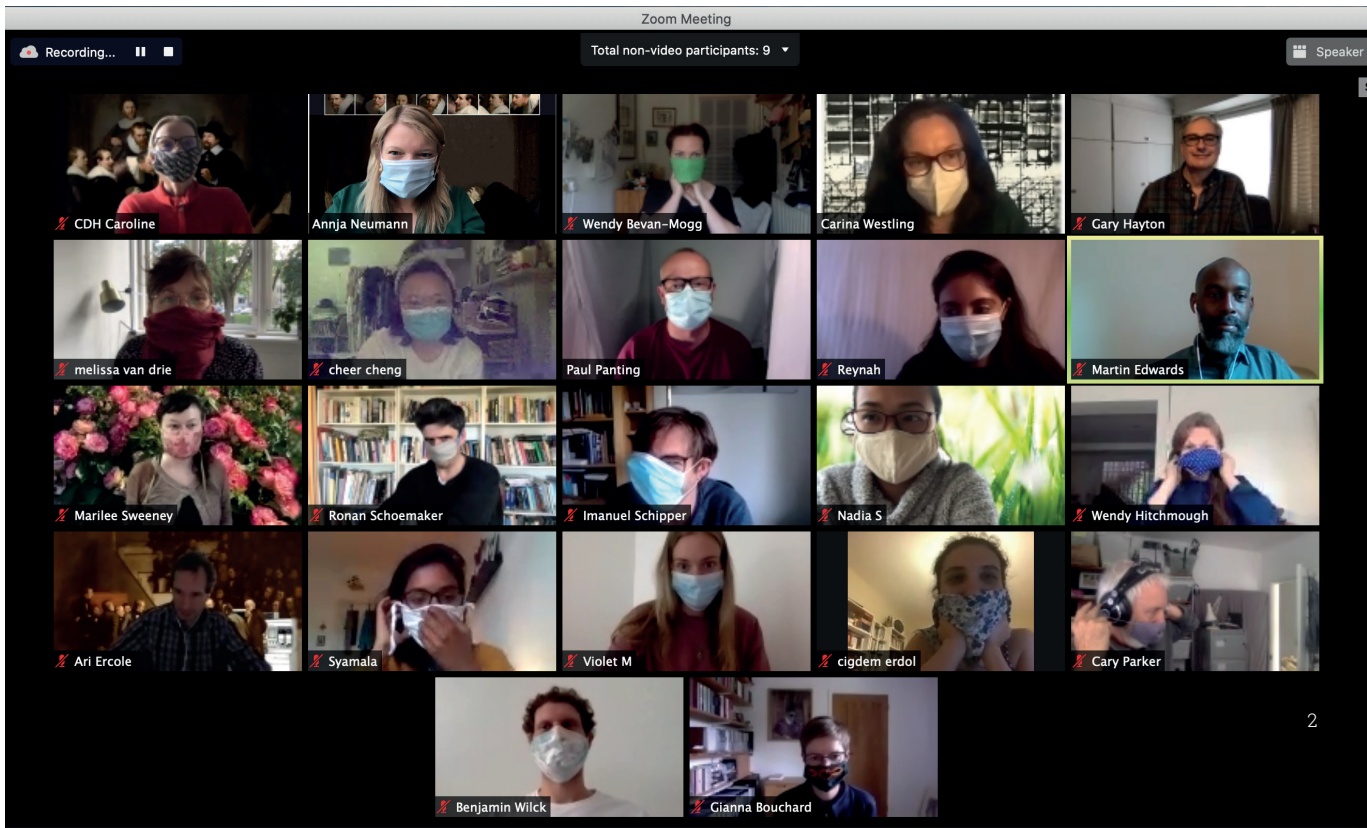 Zoom Meeting
Recording...
Total non-video participants: 9
Speaker
CDH Caroline
Annja Neumann
Wendy Bevan-Mogg
Carina Westling
Gary Hayton
melissa van drie
cheer cheng
Paul Panting
Reynah
Martin Edwards
Marilee Sweeney
Ronan Schoemaker
Imanuel Schipper
Nadia S
Wendy Hitchmough
Ari Ercole
Syamala
Violet M
cigdem erdol
Cary Parker
2
Benjamin Wilck
Gianna Bouchard